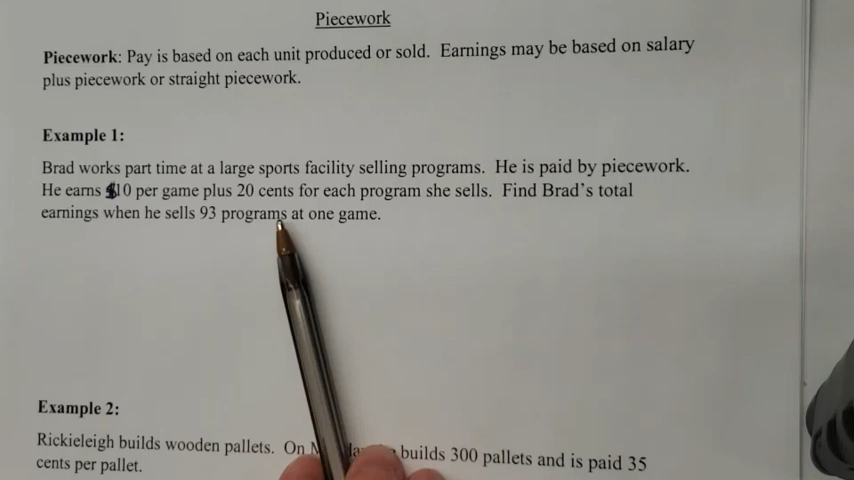 Piecework
Piecework: Pay is based on each unit produced or sold. Earnings may be based on salary
plus piecework or straight piecework.
Example 1:
Brad works part time at a large sports facility selling programs. He is paid by piecework.
He earns $10 per game plus 20 cents for each program she sells. Find Brad's total
earnings when he sells 93 programs at one game.
Example 2:
Rickieleigh builds wooden pallets. On builds 300 pallets and is paid 35
cents per pallet.